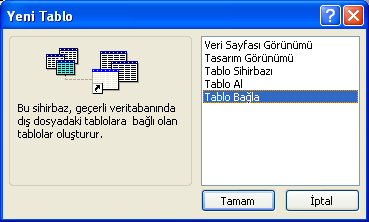 Yeni Tablo
Bu sihirbaz, geçerli veritabanında
dış dosyadaki tablolara bağlı olan
tablolar oluşturur.
Veri Sayfası Görünümü
Tasarım Görünümü
Tablo Sihirbazı
Tablo Al
Tablo Bağla
Tamam
İptal